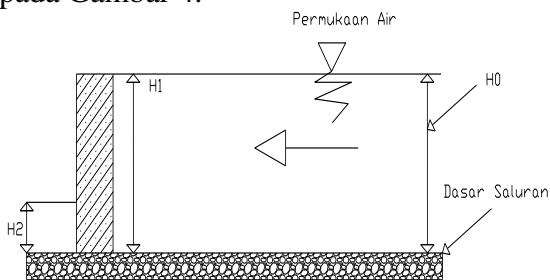 pada Gambar 4.
Permukaan Air
H1
H0
Dasar Saluran
H2